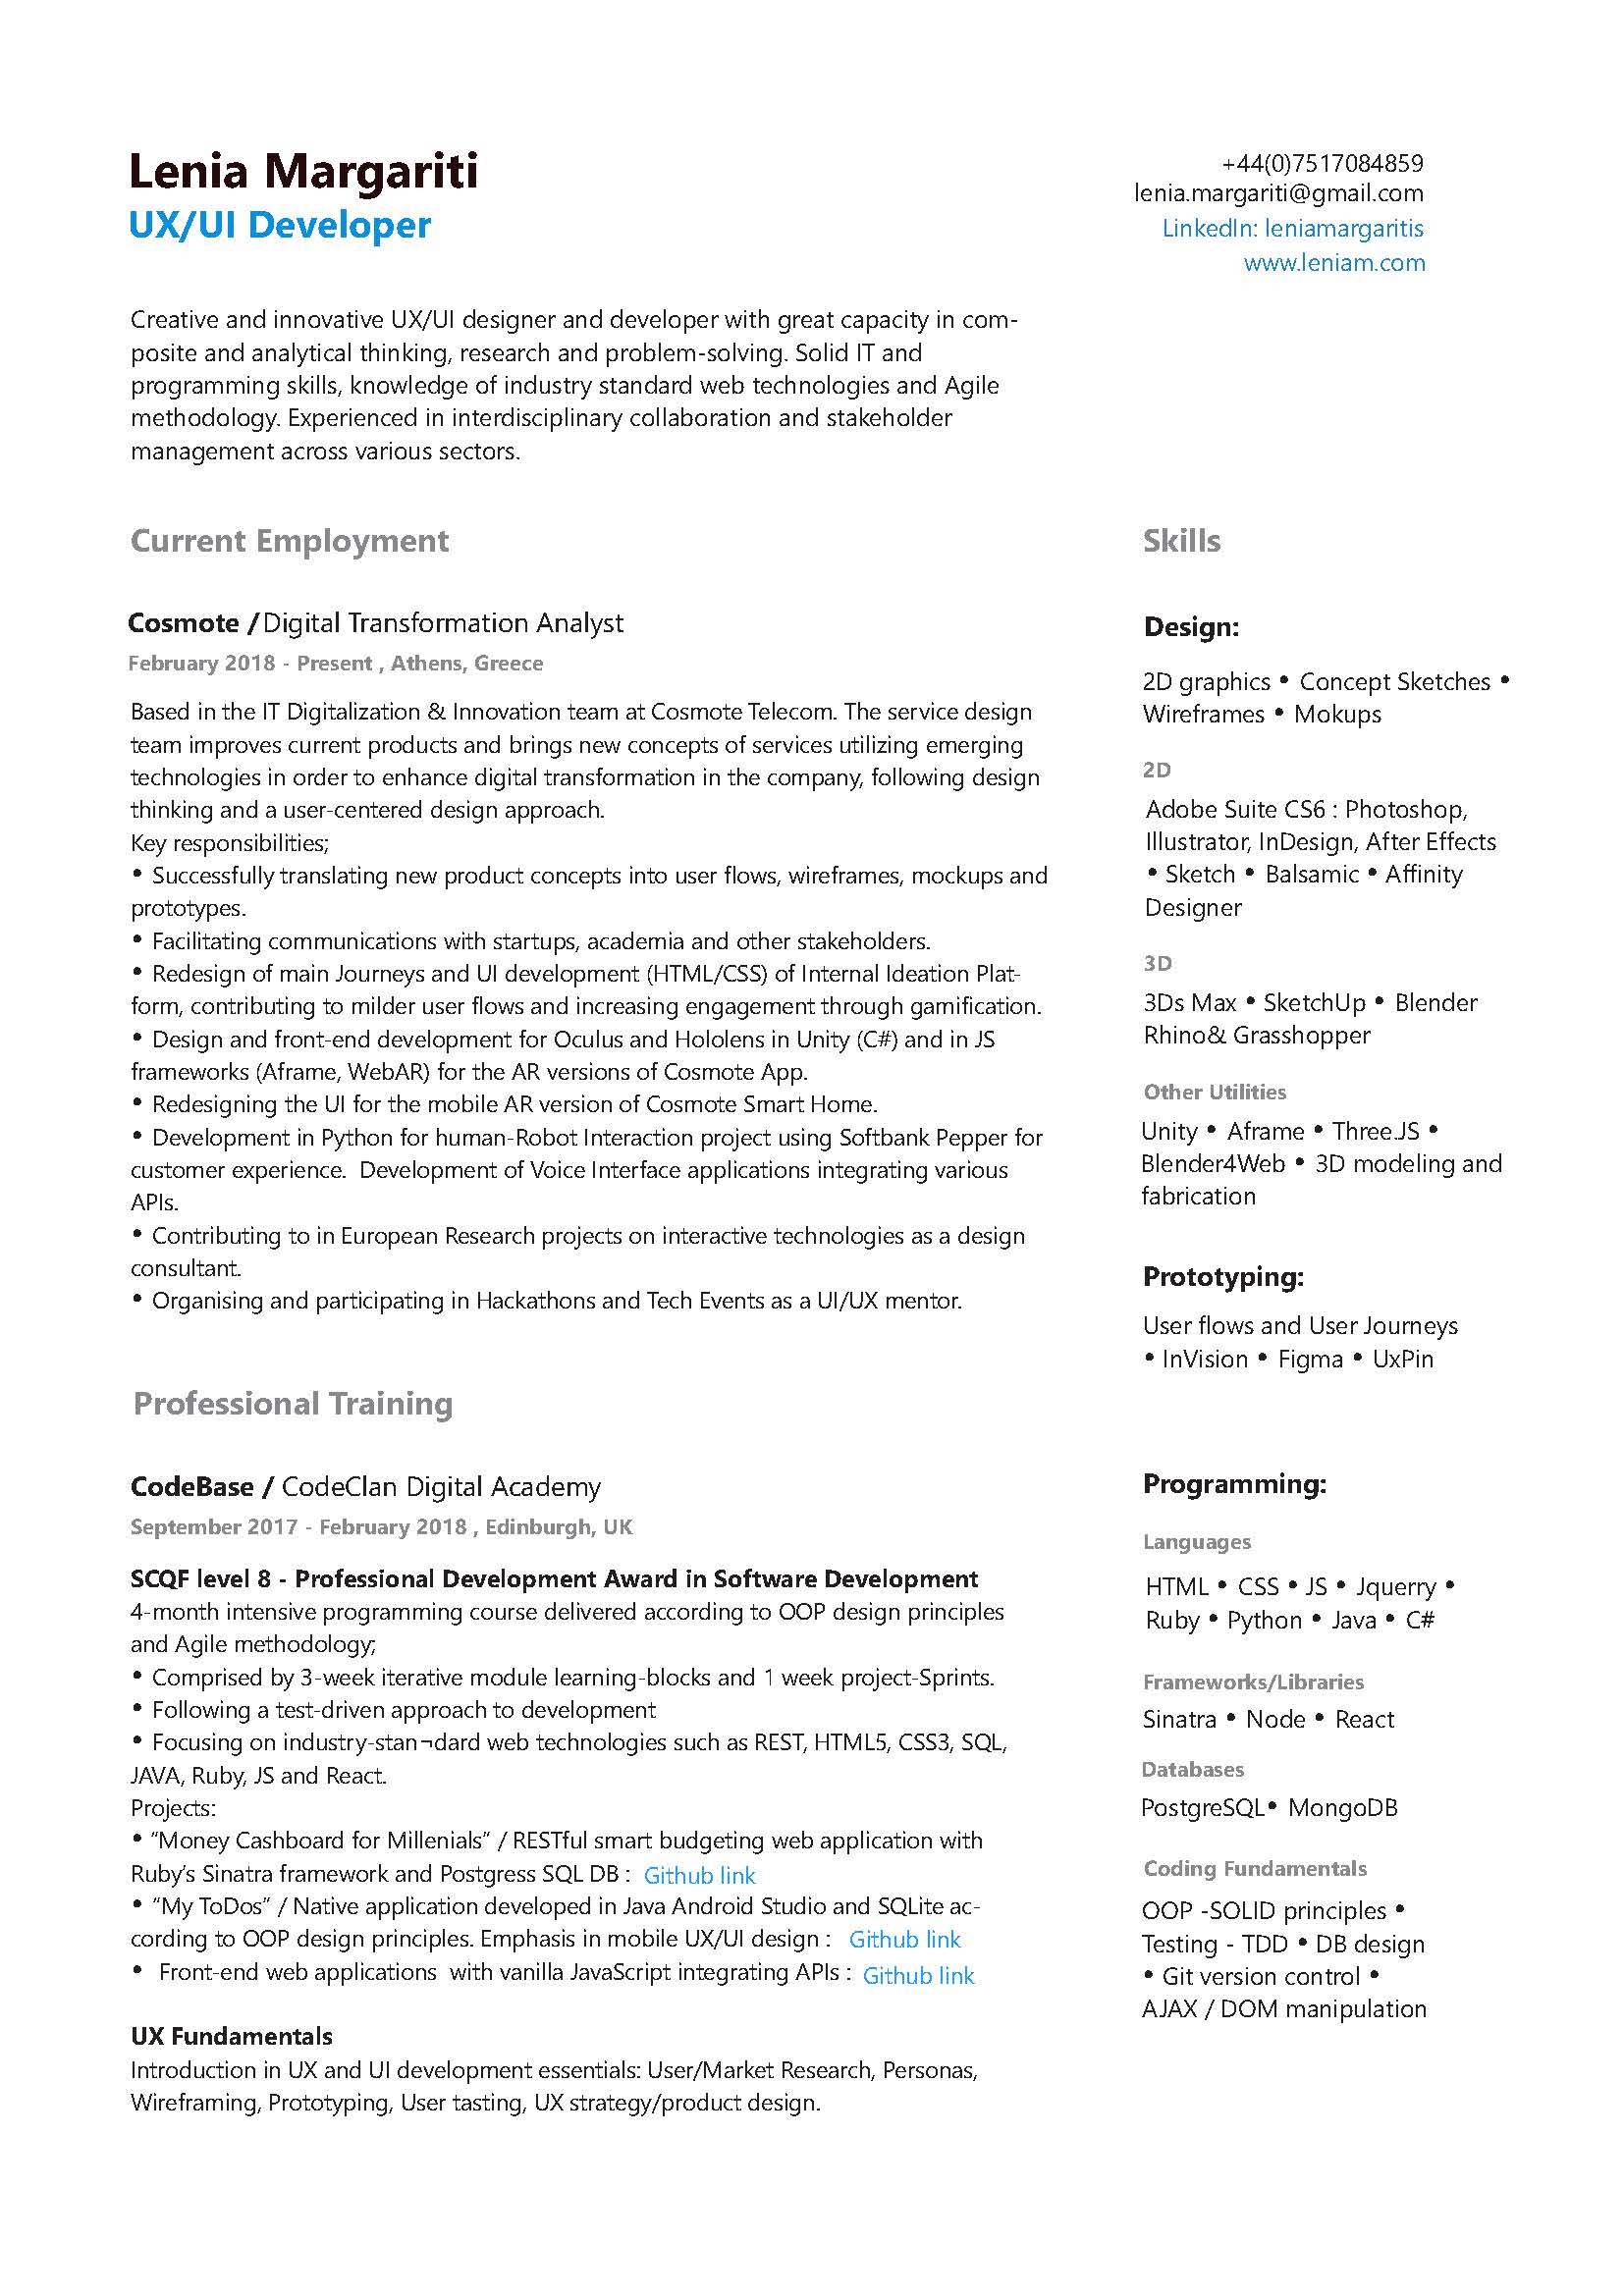 Lenia Margariti
UX/UI Developer
+44(0)7517084859
lenia.margariti@gmail.com
LinkedIn: leniamargaritis
www.leniam.com
Creative and innovative UX/UI designer and developer with great capacity in com-
posite and analytical thinking, research and problem-solving. Solid IT and
programming skills, knowledge of industry standard web technologies and Agile
methodology. Experienced in interdisciplinary collaboration and stakeholder
management across various sectors.
Current Employment
Cosmote / Digital Transformation Analyst
February 2018 - Present , Athens, Greece
Based in the IT Digitalization & Innovation team at Cosmote Telecom. The service design
team improves current products and brings new concepts of services utilizing emerging
technologies in order to enhance digital transformation in the company, following design
thinking and a user-centered design approach.
Key responsibilities;
• Successfully translating new product concepts into user flows, wireframes, mockups and
prototypes.
• Facilitating communications with startups, academia and other stakeholders.
• Redesign of main Journeys and UI development (HTML/CSS) of Internal Ideation Plat-
form, contributing to milder user flows and increasing engagement through gamification.
• Design and front-end development for Oculus and Hololens in Unity (C#) and in JS
frameworks (Aframe, WebAR) for the AR versions of Cosmote App.
• Redesigning the UI for the mobile AR version of Cosmote Smart Home.
• Development in Python for human-Robot Interaction project using Softbank Pepper for
customer experience.  Development of Voice Interface applications integrating various
APIs.
• Contributing to in European Research projects on interactive technologies as a design
consultant.
• Organising and participating in Hackathons and Tech Events as a UI/UX mentor.
Professional Training
CodeBase / CodeClan Digital Academy
September 2017 - February 2018 , Edinburgh, UK
SCQF level 8 - Professional Development Award in Software Development
4-month intensive programming course delivered according to OOP design principles
and Agile methodology;
• Comprised by 3-week iterative module learning-blocks and 1 week project-Sprints.
• Following a test-driven approach to development
• Focusing on industry-stan¬dard web technologies such as REST, HTML5, CSS3, SQL,
JAVA, Ruby, JS and React.
Projects:
• “Money Cashboard for Millenials” / RESTful smart budgeting web application with
Ruby’s Sinatra framework and Postgress SQL DB : Github link
• “My ToDos” / Native application developed in Java Android Studio and SQLite ac-
cording to OOP design principles. Emphasis in mobile UX/UI design : Github link
• Front-end web applications  with vanilla JavaScript integrating APIs : Github link
UX Fundamentals
Introduction in UX and UI development essentials: User/Market Research, Personas,
Wireframing, Prototyping, User tasting, UX strategy/product design.
Skills
Design:
2D graphics • Concept Sketches •
Wireframes • Mokups
2D
Adobe Suite CS6 : Photoshop,
Illustrator, InDesign, After Effects
• Sketch • Balsamic • Affinity
Designer
3D
3Ds Max • SketchUp • Blender
Rhino& Grasshopper
Other Utilities
Unity • Aframe • Three.JS •
Blender4Web • 3D modeling and
fabrication
Prototyping:
User flows and User Journeys
• InVision • Figma • UxPin
Programming:
Languages
HTML • CSS • JS • Jquerry •
Ruby • Python • Java • C#
Frameworks/Libraries
Sinatra • Node • React
Databases
PostgreSQL• MongoDB
Coding Fundamentals
OOP -SOLID principles •
Testing - TDD • DB design
• Git version control •
AJAX / DOM manipulation